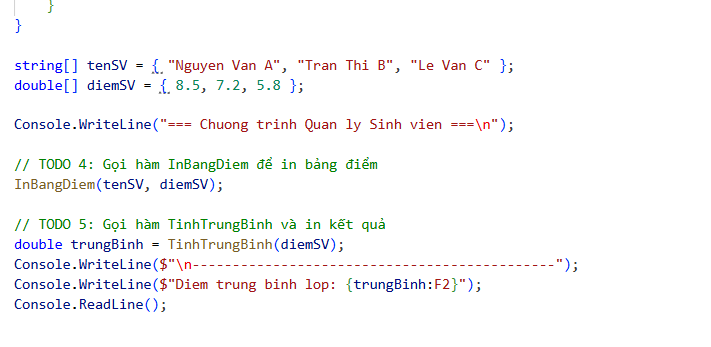 }
}
string[] tenSV = { "Nguyen Van A", "Tran Thi B", "Le Van C" };
double[] diemSV = { 8.5, 7.2, 5.8 };
Console.WriteLine("=== Chuong trinh Quan ly Sinh vien ===\n");
// TODO 4: Gọi hàm InBangDiem để in bảng điểm
InBangDiem(tenSV, diemSV);
// TODO 5: Gọi hàm TinhTrungBinh và in kết quả
double trungBinh = TinhTrungBinh(diemSV);
Console.WriteLine($"\n---------------------------------------------");
Console.WriteLine($"Diem trung binh lop: {trungBinh:F2}");
Console.ReadLine();